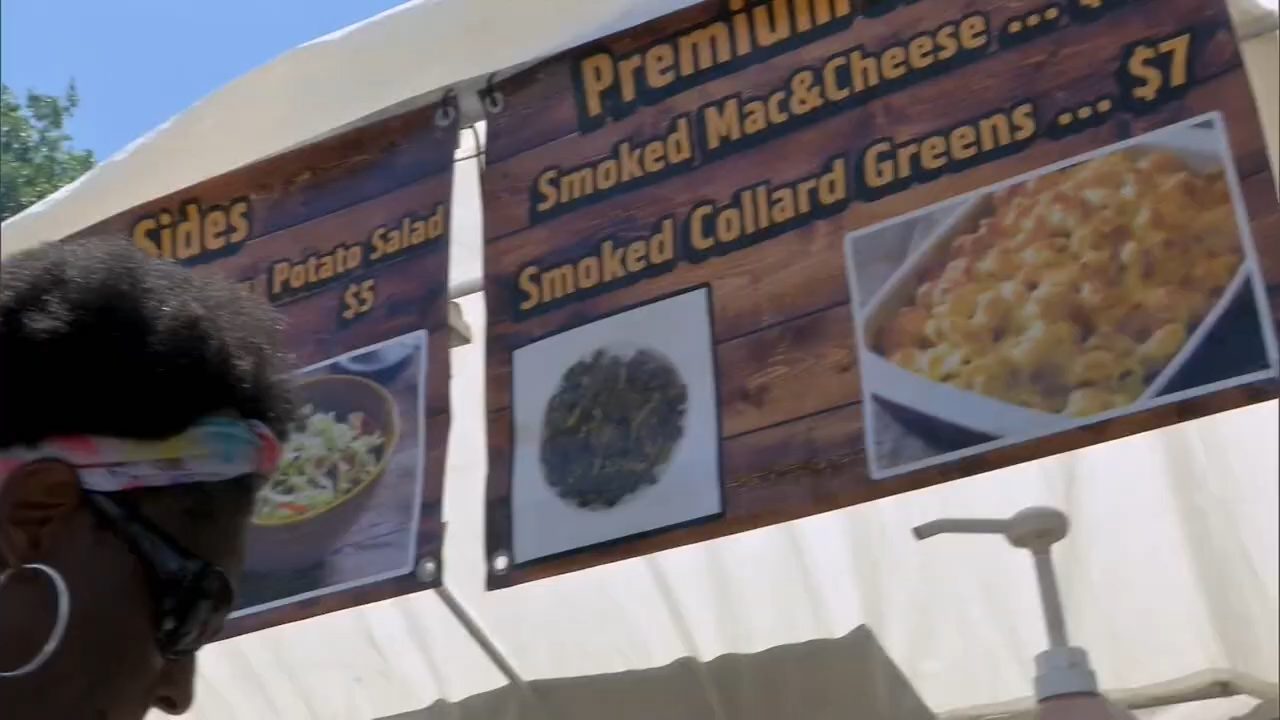 Sides
Potato Salad
$5
Premium
Smoked Mac&Cheese ...
Smoked Collard Greens ... $7